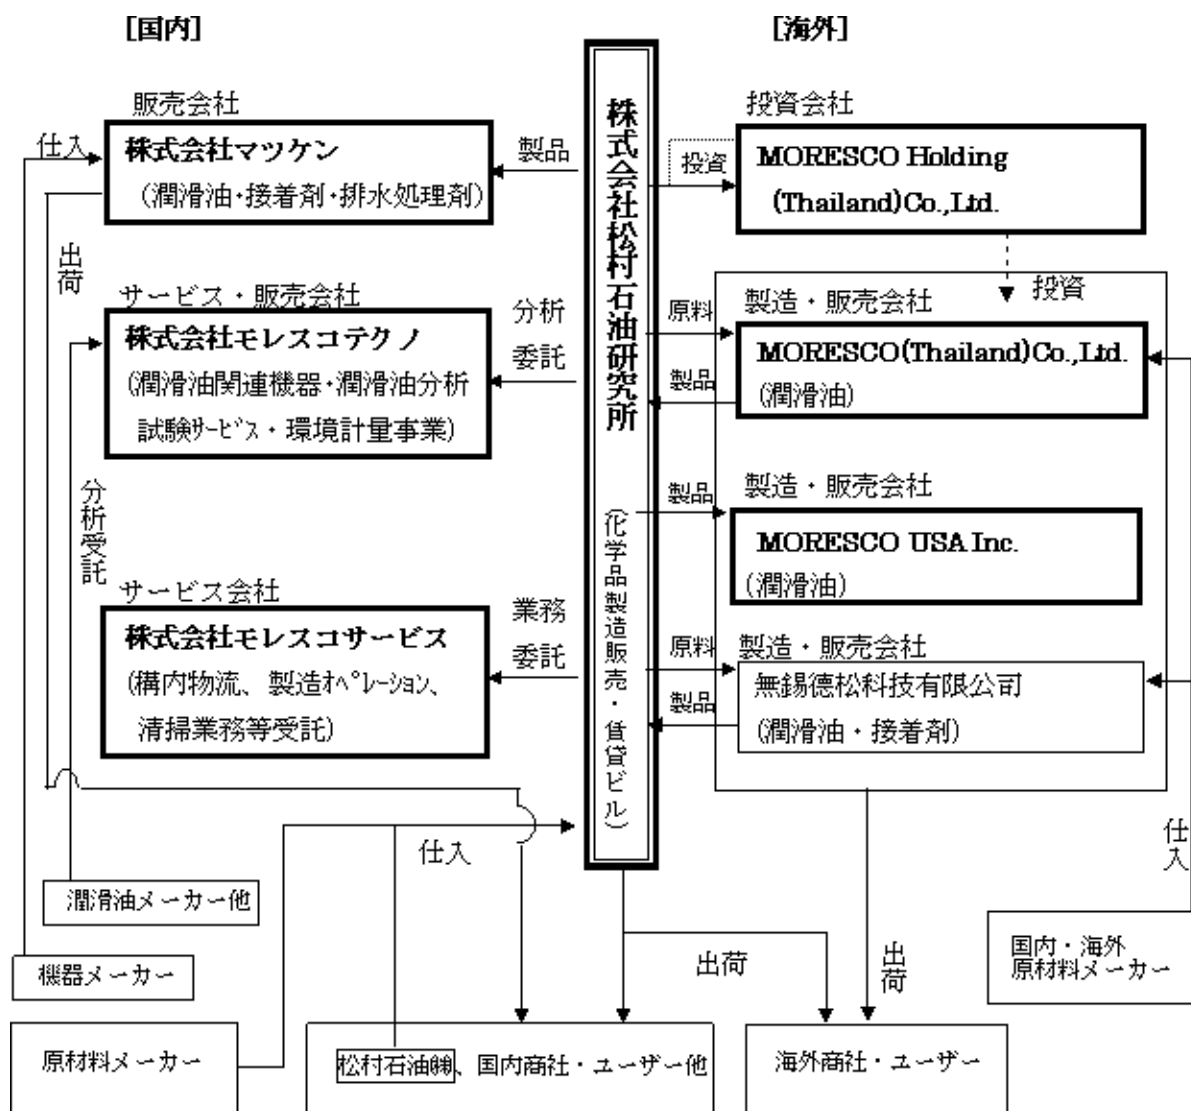 [国内]
[海外]
販売会社
仕入
株式会社マツケン
(潤滑油・接着剤・排水処理剤)
製品
出荷
サービス・販売会社
株式会社モレスコテクノ
(潤滑油関連機器・潤滑油分析
試験ｻｰﾋﾞｽ・環境計量事業)
分析
委託
分析受託
サービス会社
株式会社モレスコサービス
(構内物流、製造ｵﾍﾟﾚｰｼｮﾝ、
清掃業務等受託)
業務
委託
株式会社松村石油研究所
(化学品製造販売・賃貸ビル)
投資会社
投資
MORESCO Holding
(Thailand)Co.,Ltd.
投資
製造・販売会社
原料
MORESCO(Thailand)Co.,Ltd.
(潤滑油)
製品
製造・販売会社
製品
MORESCO USA Inc.
(潤滑油)
製造・販売会社
原料
無錫德松科技有限公司
(潤滑油・接着剤)
製品
仕入
仕入
潤滑油メーカー他
機器メーカー
原材料メーカー
松村石油㈱、国内商社・ユーザー他
出荷
出荷
海外商社・ユーザー
国内・海外
原材料メーカー